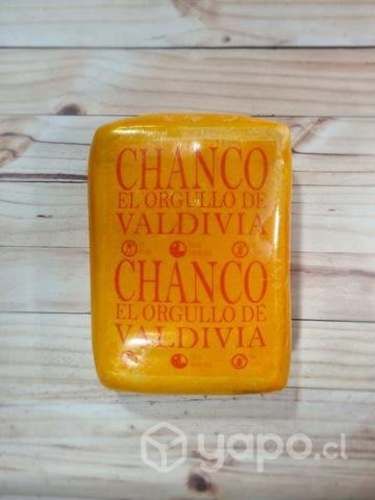 CHANCO
EL ORGULLO DE
VALDIVIA
CHANCO
EL ORGULLO DE
VALDIVIA
yapo.cl